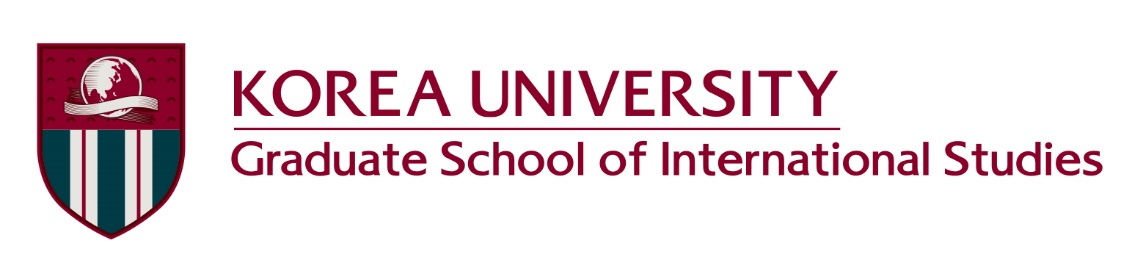 KOREA UNIVERSITY
Graduate School of International Studies